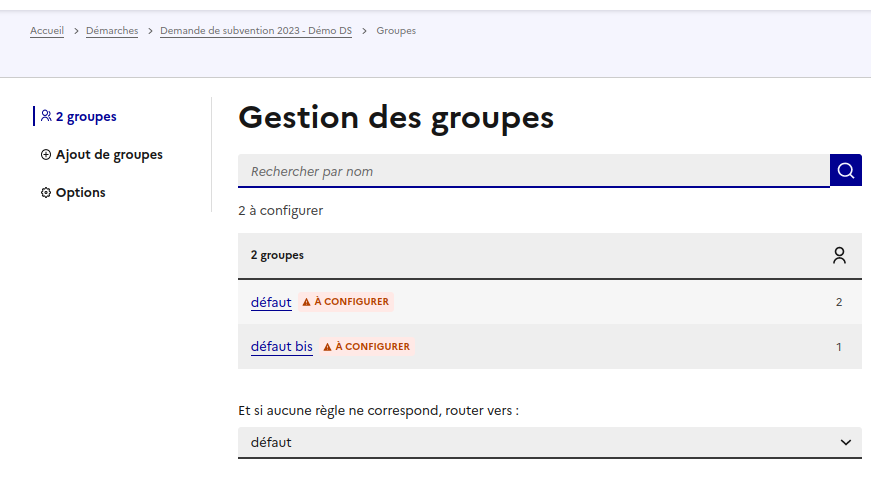 Accueil > Démarches > Demande de subvention 2023 - Démo DS > Groupes
2 groupes
Ajout de groupes
Options
Gestion des groupes
Rechercher par nom
2 à configurer
2 groupes
défaut À CONFIGURER 2
défaut bis À CONFIGURER 1
Et si aucune règle ne correspond, router vers :
défaut